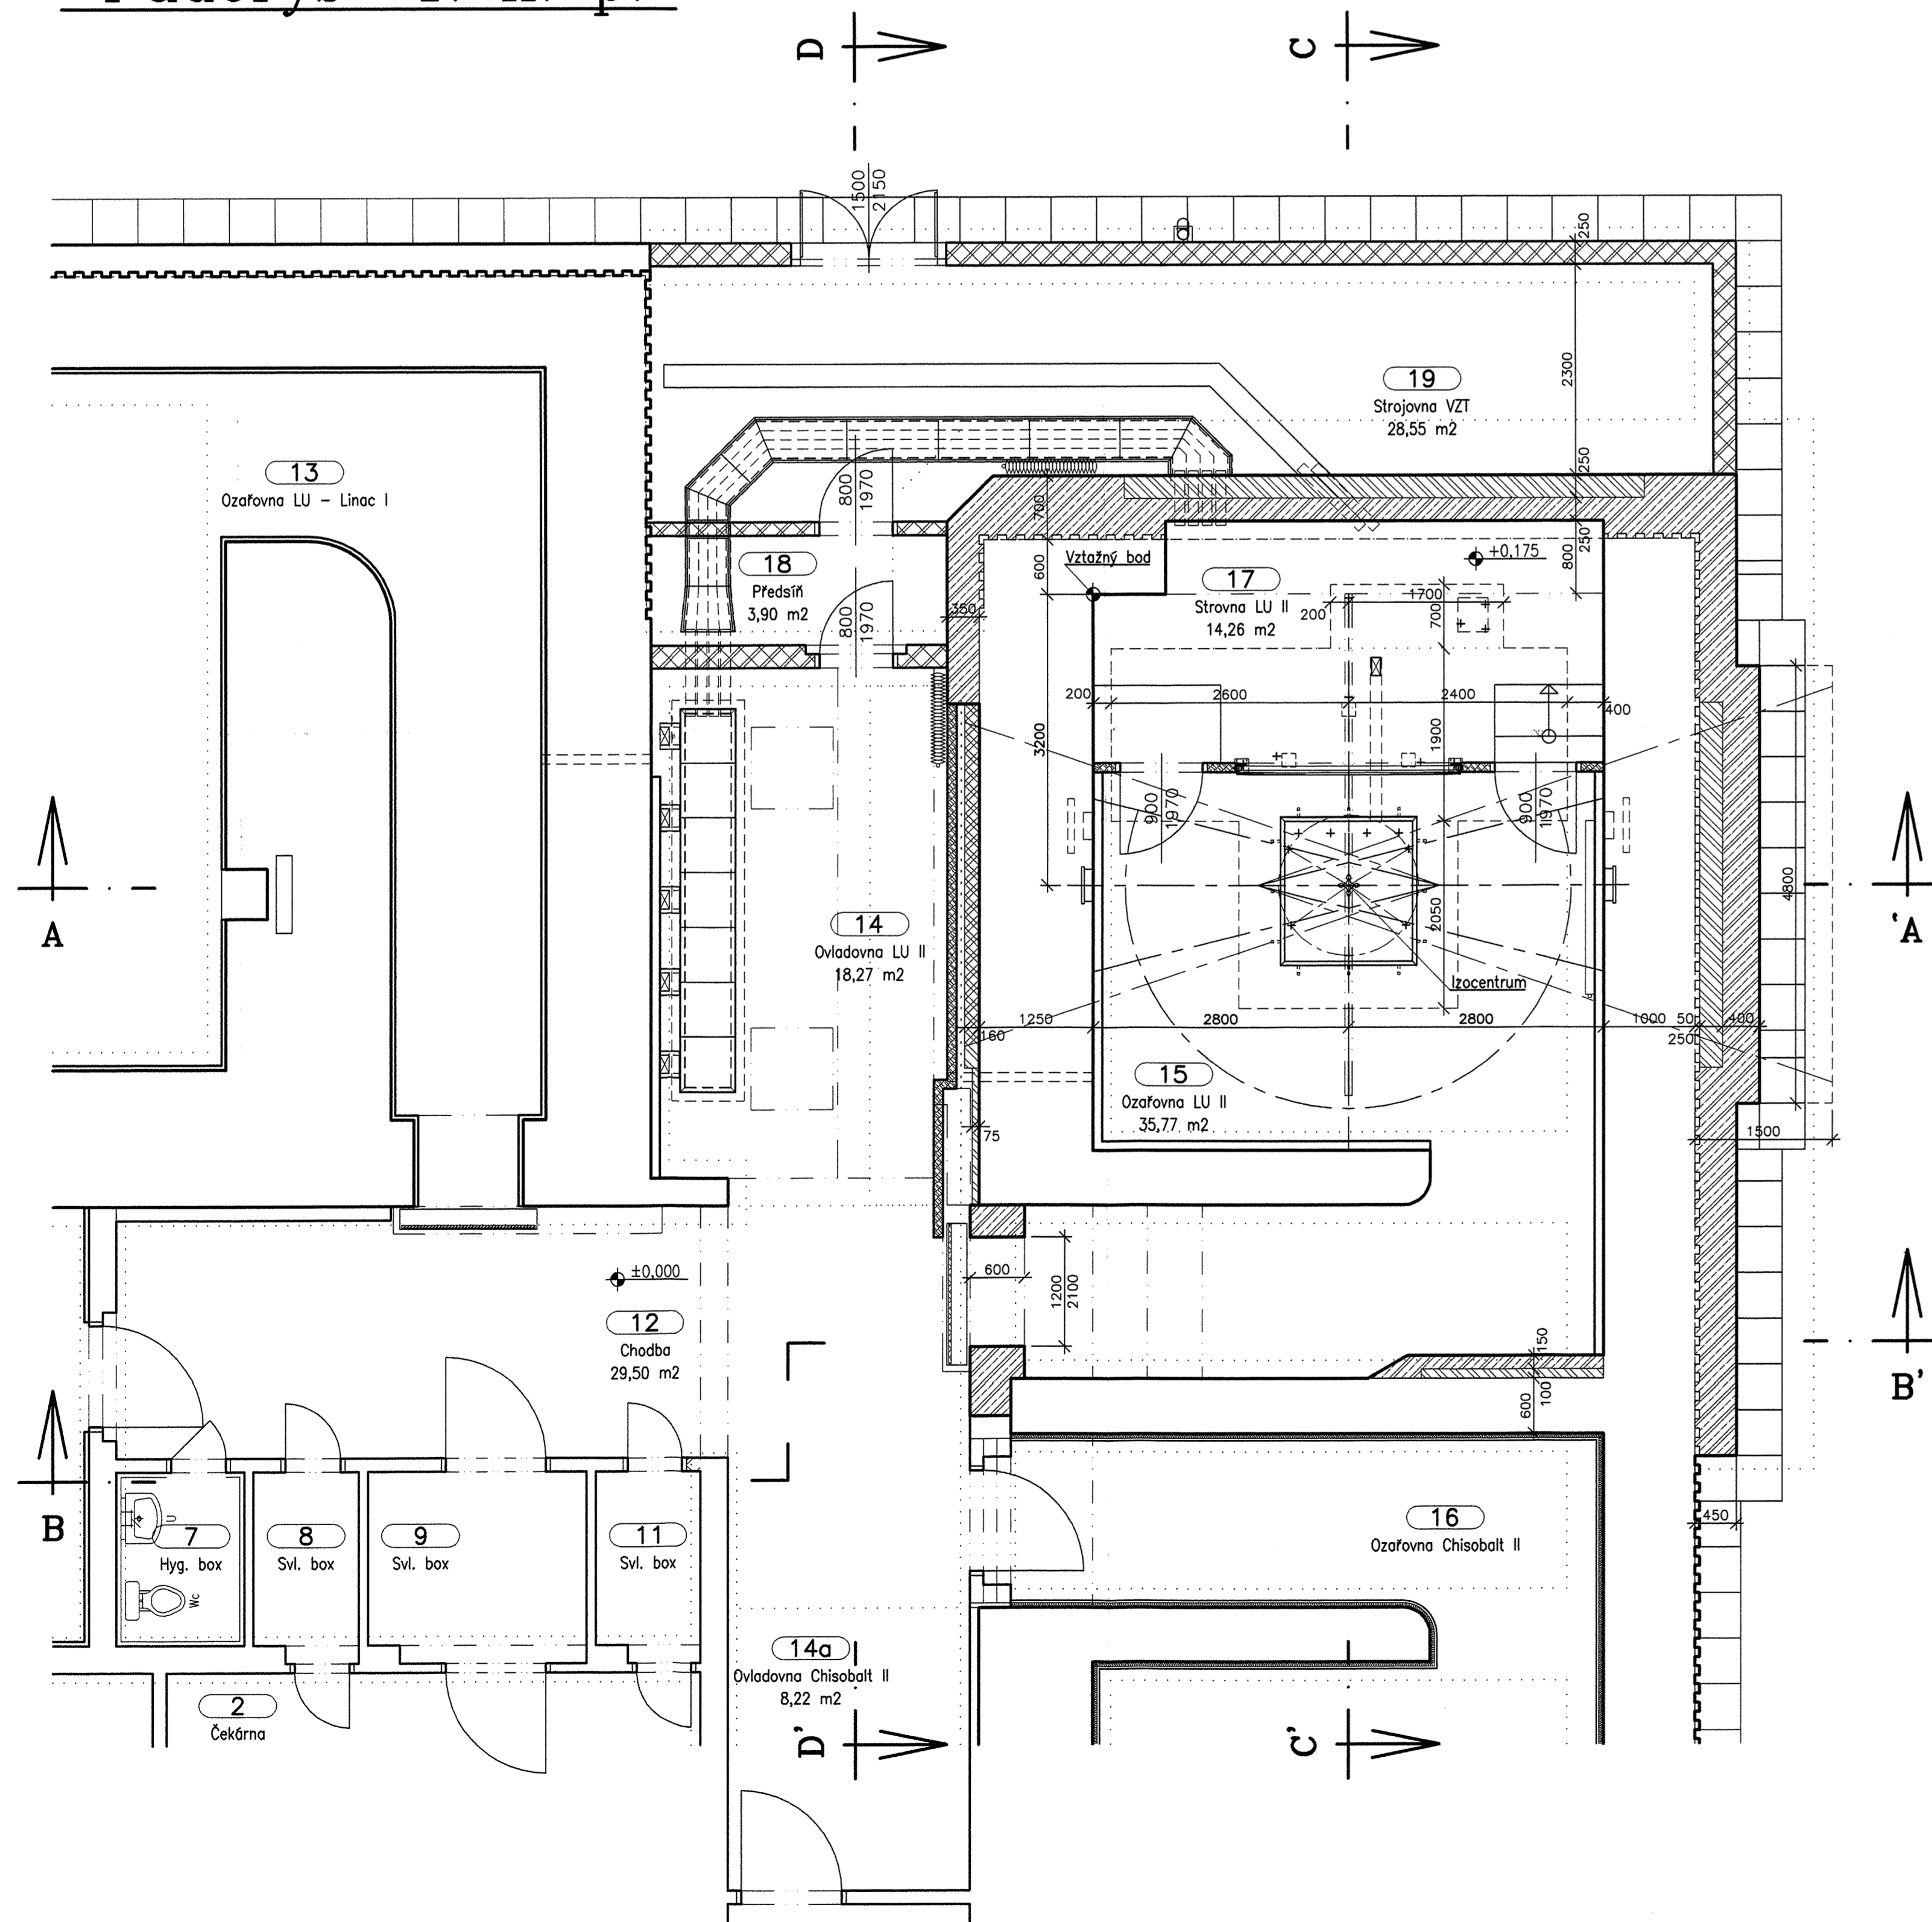 D
C
1500
2150
250
19
Strojovna VZT
28,55 m2
2300
13
Ozařovna LU - Linac I
800
1970
250
700
18
Předsíň
3,90 m2
800
1970
350
Vztažný bod
600
17
Strovna LU II
14,26 m2
+0,175
250
800
200
1700
700
200
2600
2400
400
3200
1900
900
1970
900
1970
A
'A
4800
14
Ovladovna LU II
18,27 m2
2050
Izocentrum
1250
2800
2800
1000
50
400
160
250
15
Ozařovna LU II
35,77 m2
75
1500
±0,000
600
1200
2100
12
Chodba
29,50 m2
150
100
600
B'
B
7
Hyg. box
Wc
8
Svl. box
9
Svl. box
11
Svl. box
16
Ozařovna Chisobalt II
450
14a
Ovladovna Chisobalt II
8,22 m2
2
Čekárna
D'
C'